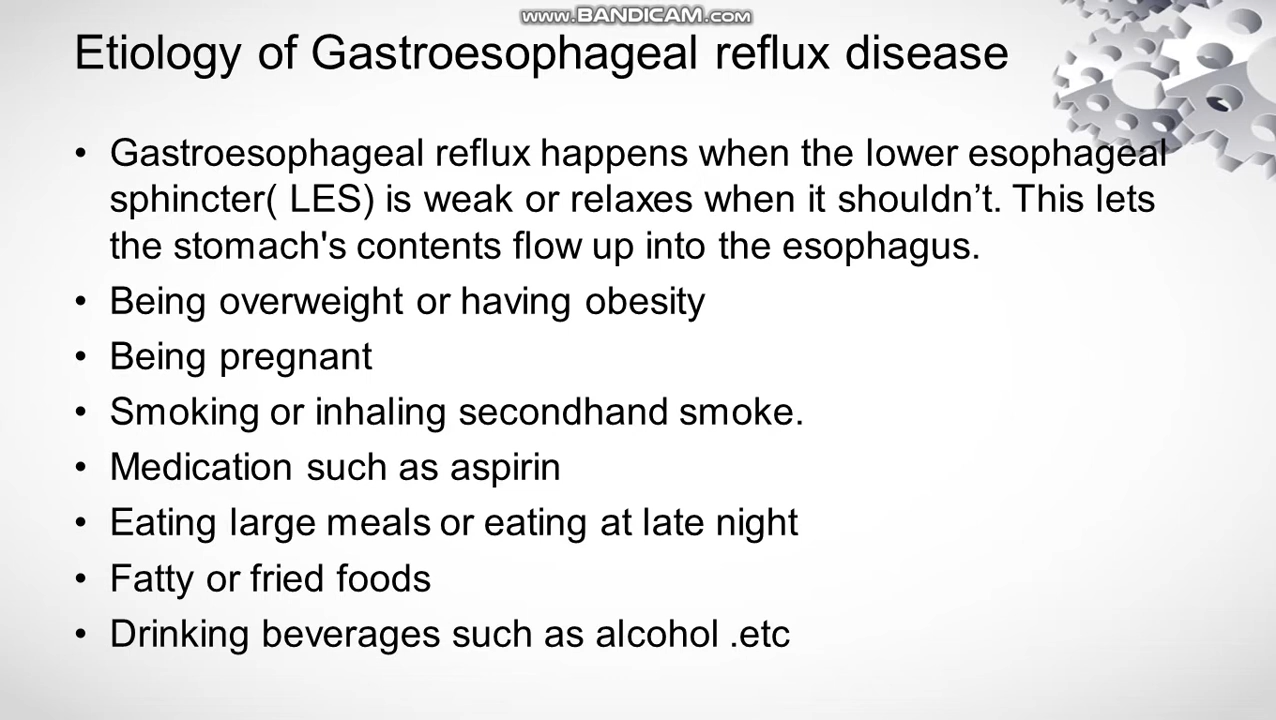 www.BANDICAM.com
Etiology of Gastroesophageal reflux disease
• Gastroesophageal reflux happens when the lower esophageal
sphincter( LES) is weak or relaxes when it shouldn’t. This lets
the stomach's contents flow up into the esophagus.
• Being overweight or having obesity
• Being pregnant
• Smoking or inhaling secondhand smoke.
• Medication such as aspirin
• Eating large meals or eating at late night
• Fatty or fried foods
• Drinking beverages such as alcohol .etc